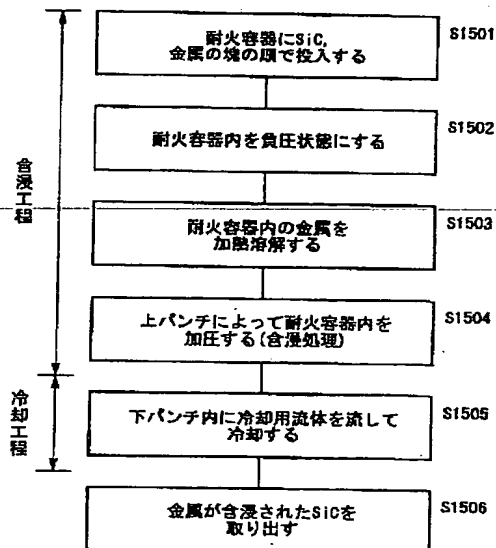 耐火容器にSiC,
金属の塊の順で投入する
S1501
耐火容器内を負圧状態にする
S1502
含浸工程
耐火容器内の金属を
加熱溶解する
S1503
上パンチによって耐火容器内を
加圧する(含浸処理)
S1504
冷却工程
下パンチ内に冷却用流体を流して
冷却する
S1505
金属が含浸されたSiCを
取り出す
S1506